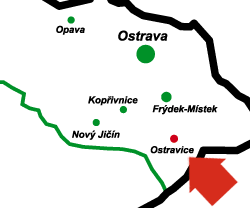 Opava
Ostrava
Kopřivnice
Frýdek-Místek
Nový Jičín
Ostravice